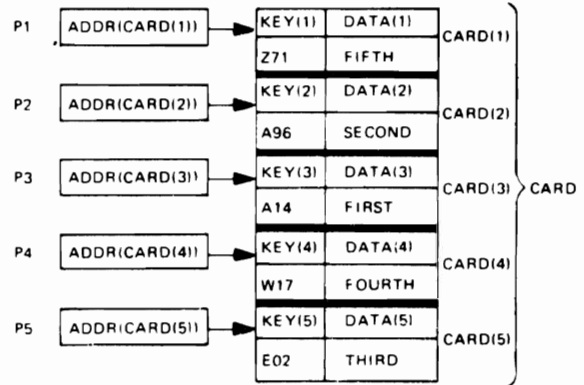 P1 ADDR(CARD(1)) KEY(1) DATA(1) CARD(1)
Z71 FIFTH
P2 ADDR(CARD(2)) KEY(2) DATA(2) CARD(2)
A96 SECOND
P3 ADDR(CARD(3)) KEY(3) DATA(3) CARD(3) CARD
A14 FIRST
P4 ADDR(CARD(4)) KEY(4) DATA(4) CARD(4)
W17 FOURTH
P5 ADDR(CARD(5)) KEY(5) DATA(5) CARD(5)
E02 THIRD